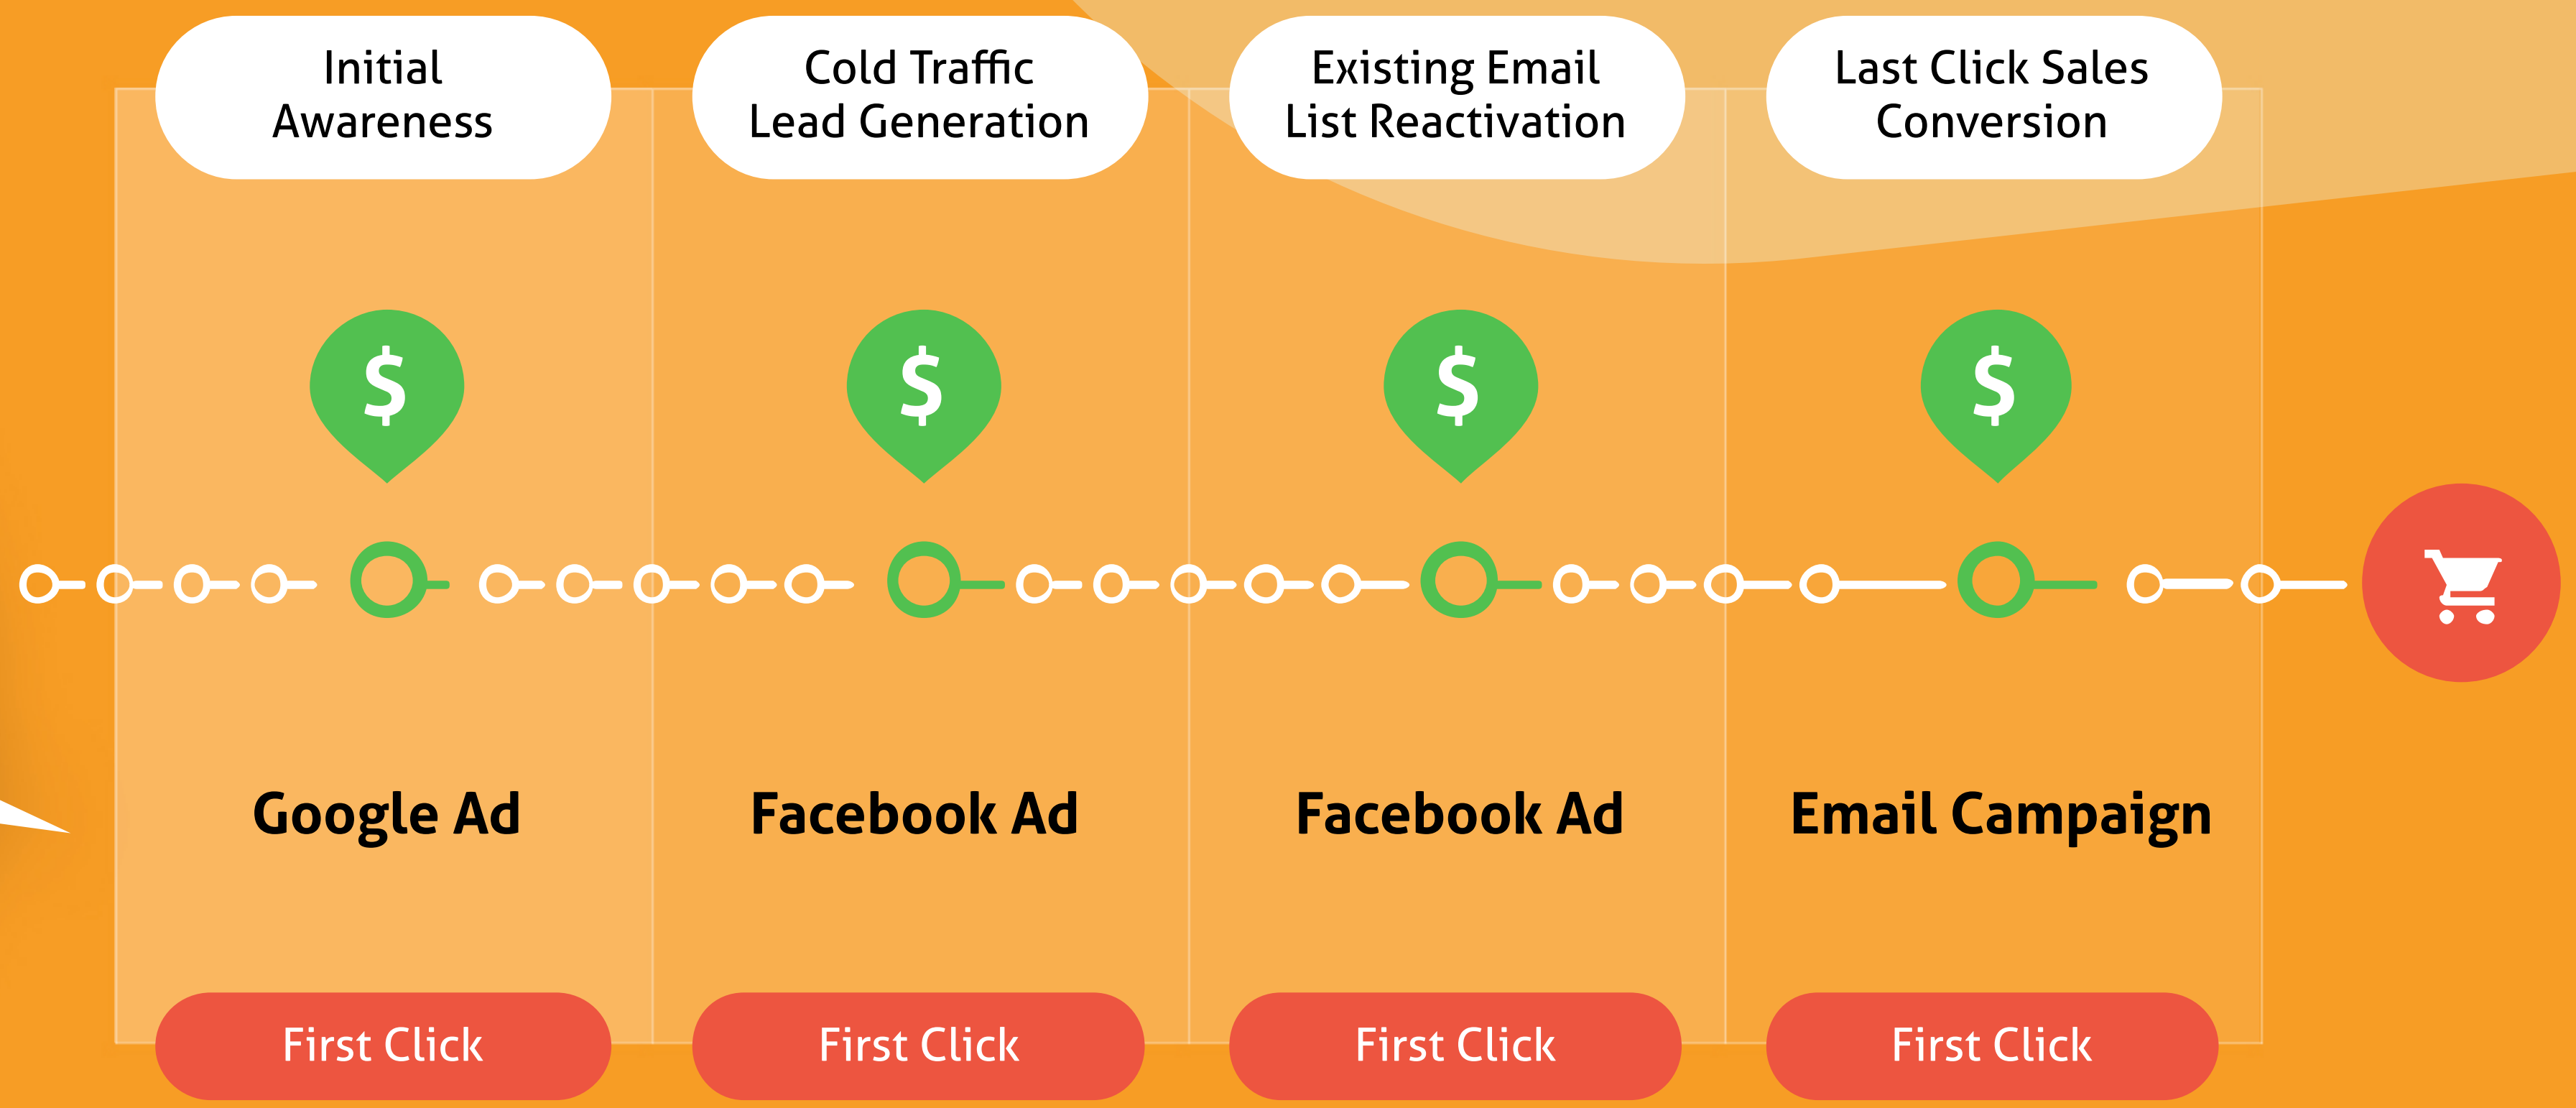 Initial
Awareness
Cold Traffic
Lead Generation
Existing Email
List Reactivation
Last Click Sales
Conversion
$
$
$
$
Google Ad
Facebook Ad
Facebook Ad
Email Campaign
First Click
First Click
First Click
First Click